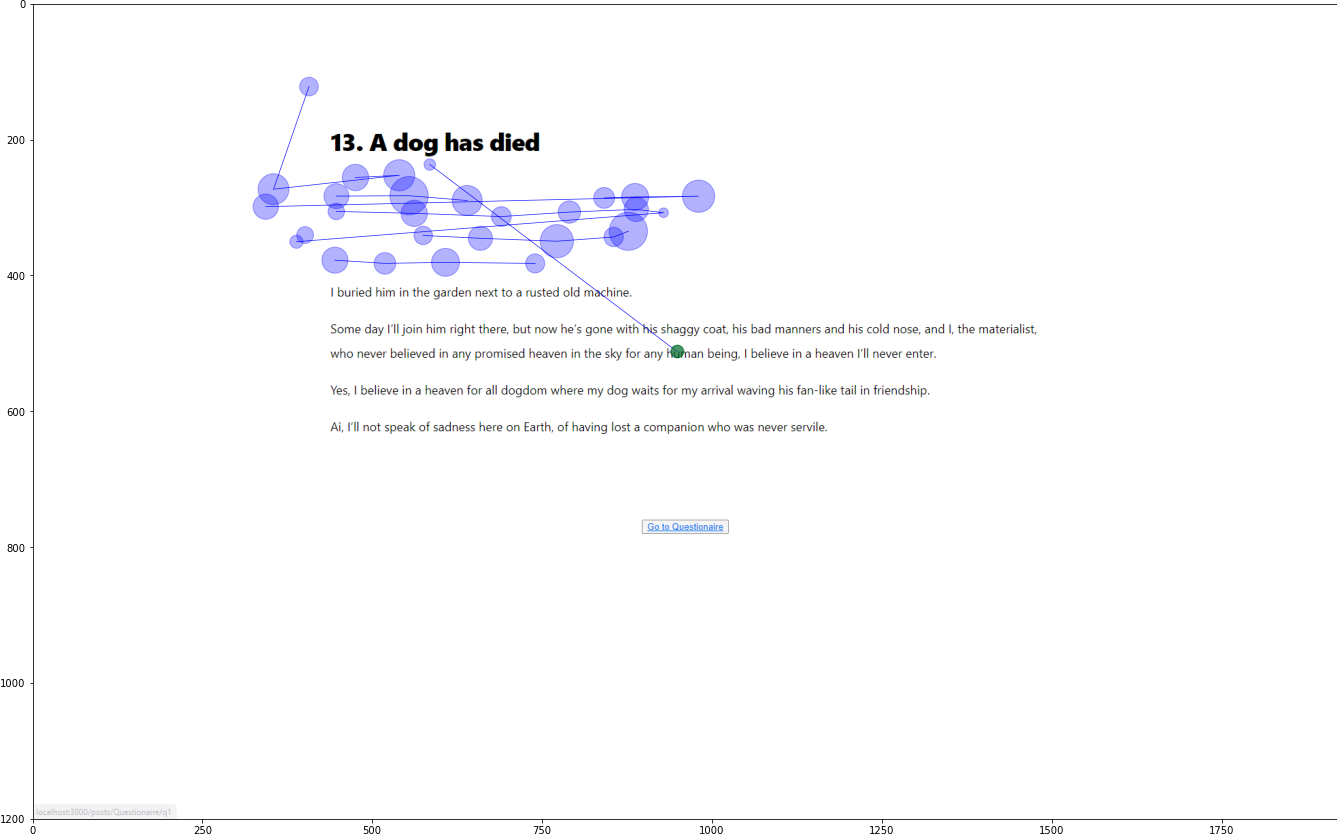 0
200
400
600
800
1000
1200
13. A dog has died
I buried him in the garden next to a rusted old machine.
Some day I'll join him right there, but now he's gone with his shaggy coat, his bad manners and his cold nose, and I, the materialist,
who never believed in any promised heaven in the sky for any human being, I believe in a heaven I'll never enter.
Yes, I believe in a heaven for all dogdom where my dog waits for my arrival waving his fan-like tail in friendship.
Ai, I'll not speak of sadness here on Earth, of having lost a companion who was never servile.
Go to Questionaire
localhost:3000/posts/Questionaire/q1
0 250 500 750 1000 1250 1500 1750